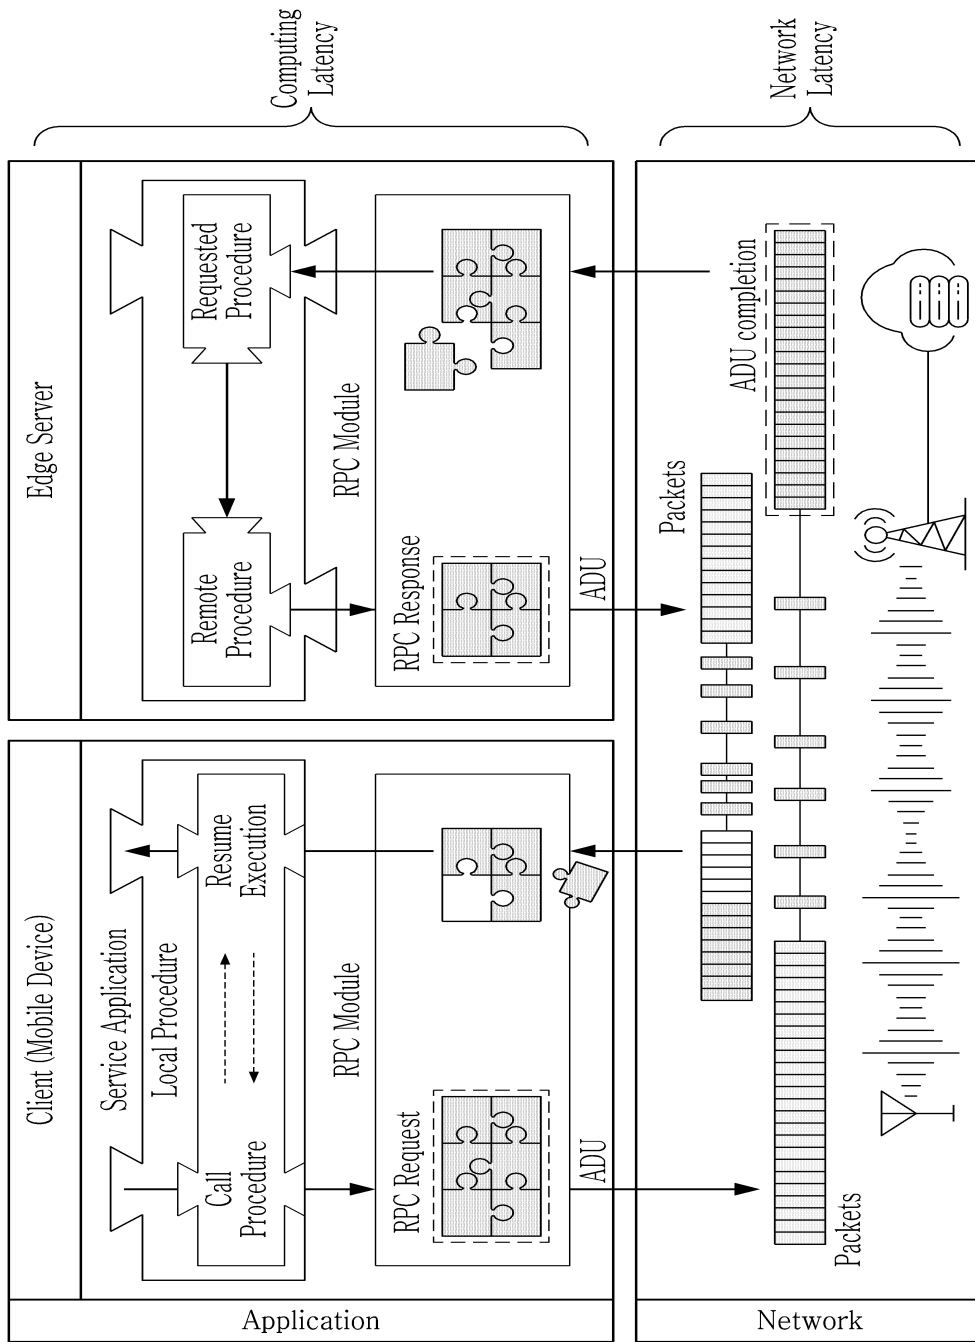 Client (Mobile Device)
Edge Server
Application
Service Application
Local Procedure
Call
Procedure
Resume
Execution
Remote
Procedure
Requested
Procedure
RPC Module
RPC Module
RPC Request
RPC Response
ADU
ADU
Computing
Latency
Network
Packets
Packets
ADU completion
Network
Latency